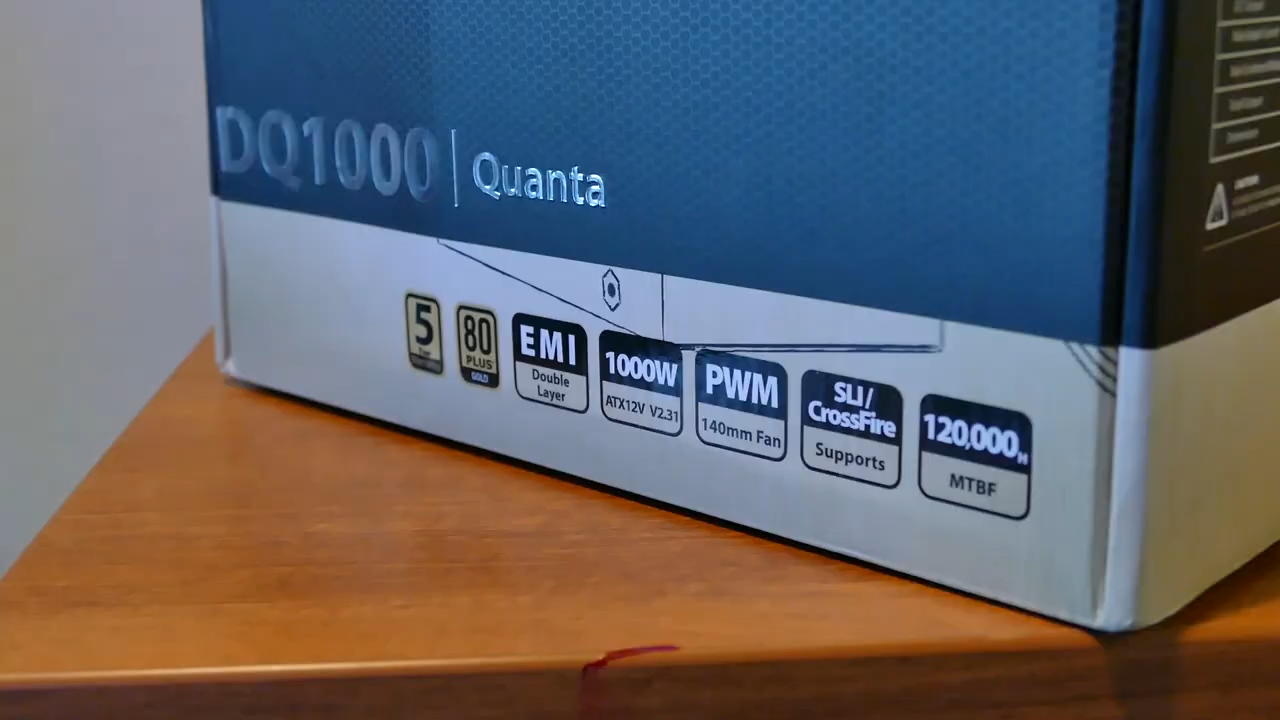 DQ1000 | Quanta
5
80
PLUS
GOLD
EMI
Double
Layer
1000W
ATX12V V2.31
PWM
140mm Fan
SLI/
CrossFire
Supports
120,000H
MTBF